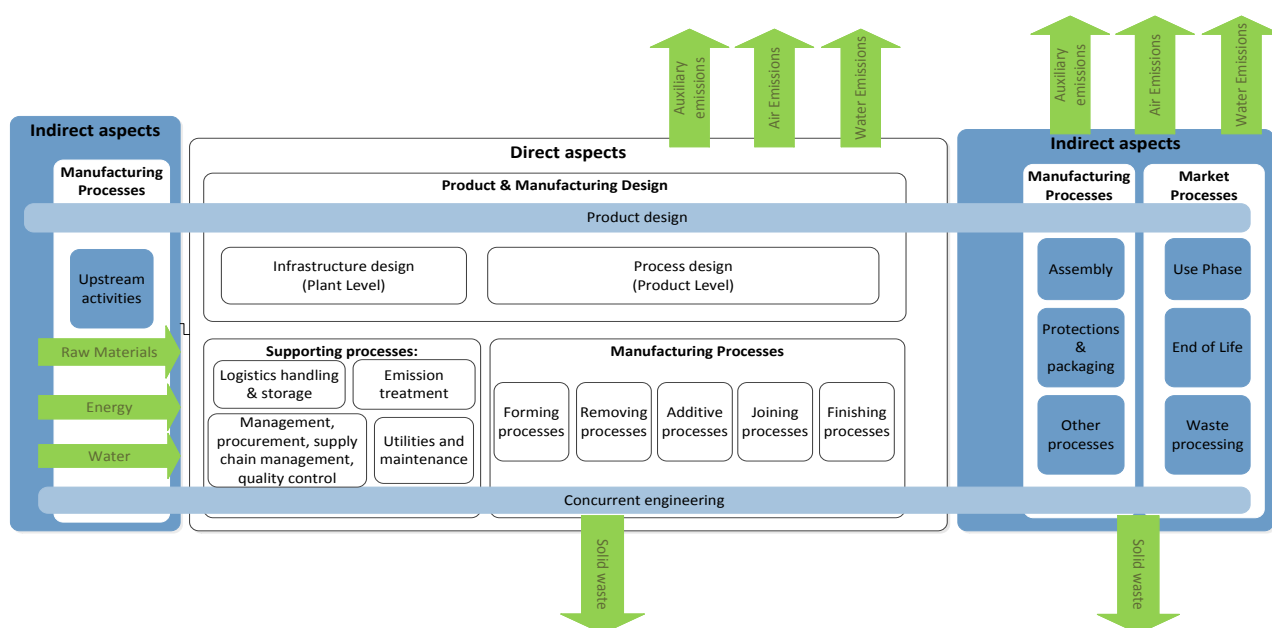 Auxiliary
emissions
Air Emissions
Water Emissions
Auxiliary
emissions
Air Emissions
Water Emissions
Indirect aspects
Manufacturing
Processes
Upstream
activities
Raw Materials
Energy
Water
Direct aspects
Product & Manufacturing Design
Product design
Infrastructure design
(Plant Level)
Process design
(Product Level)
Supporting processes:
Logistics handling
& storage
Emission
treatment
Management,
procurement, supply
chain management,
quality control
Utilities and
maintenance
Manufacturing Processes
Forming
processes
Removing
processes
Additive
processes
Joining
processes
Finishing
processes
Concurrent engineering
Indirect aspects
Manufacturing
Processes
Assembly
Protections
&
packaging
Other
processes
Market
Processes
Use Phase
End of Life
Waste
processing
Solid waste
Solid waste